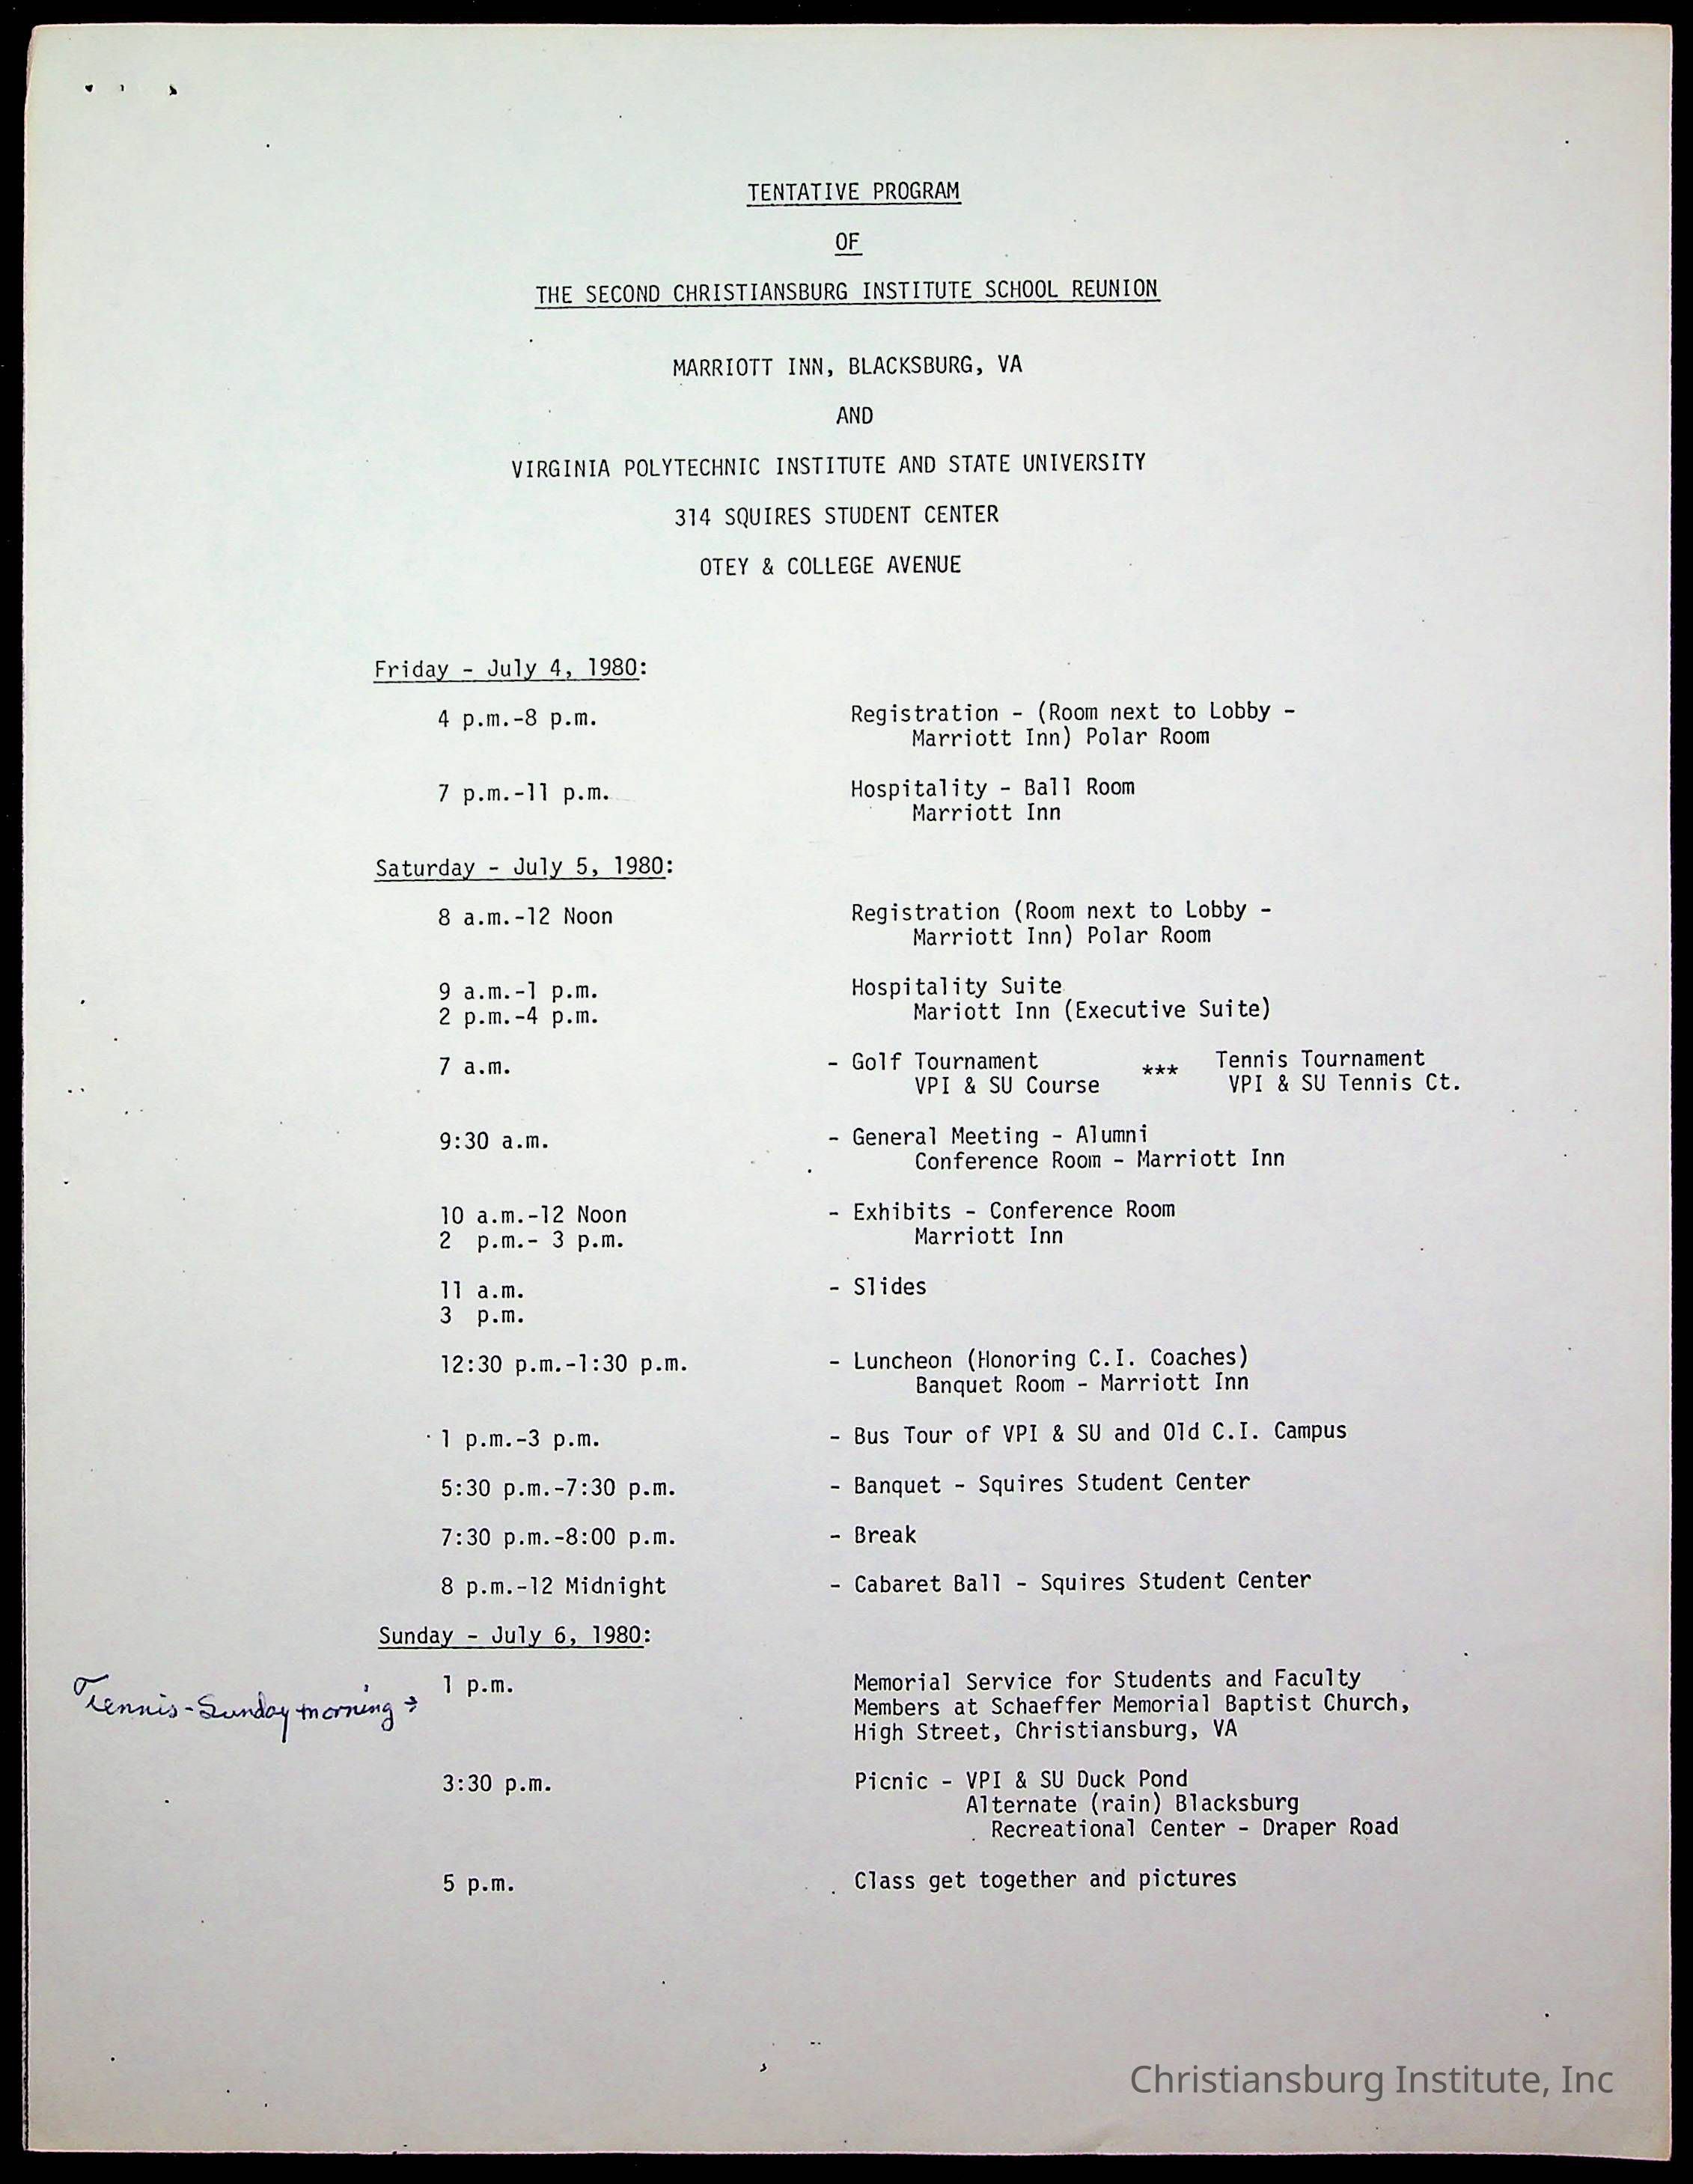 TENTATIVE PROGRAM
OF
THE SECOND CHRISTIANSBURG INSTITUTE SCHOOL REUNION
MARRIOTT INN, BLACKSBURG, VA
AND
VIRGINIA POLYTECHNIC INSTITUTE AND STATE UNIVERSITY
314 SQUIRES STUDENT CENTER
OTEY & COLLEGE AVENUE
Friday - July 4, 1980:
4 p.m.-8 p.m. Registration - (Room next to Lobby -
Marriott Inn) Polar Room
7 p.m.-11 p.m. Hospitality - Ball Room
Marriott Inn
Saturday - July 5, 1980:
8 a.m.-12 Noon Registration (Room next to Lobby -
Marriott Inn) Polar Room
9 a.m.-1 p.m. Hospitality Suite
2 p.m.-4 p.m. Mariott Inn (Executive Suite)
7 a.m. - Golf Tournament *** Tennis Tournament
VPI & SU Course VPI & SU Tennis Ct.
9:30 a.m. - General Meeting - Alumni
Conference Room - Marriott Inn
10 a.m.-12 Noon - Exhibits - Conference Room
2 p.m.- 3 p.m. Marriott Inn
11 a.m. - Slides
3 p.m.
12:30 p.m.-1:30 p.m. - Luncheon (Honoring C.I. Coaches)
Banquet Room - Marriott Inn
1 p.m.-3 p.m. - Bus Tour of VPI & SU and Old C.I. Campus
5:30 p.m.-7:30 p.m. - Banquet - Squires Student Center
7:30 p.m.-8:00 p.m. - Break
8 p.m.-12 Midnight - Cabaret Ball - Squires Student Center
Sunday - July 6, 1980:
Tennis - Sunday morning → 1 p.m. Memorial Service for Students and Faculty
Members at Schaeffer Memorial Baptist Church,
High Street, Christiansburg, VA
3:30 p.m. Picnic - VPI & SU Duck Pond
Alternate (rain) Blacksburg
Recreational Center - Draper Road
5 p.m. Class get together and pictures
Christiansburg Institute, Inc